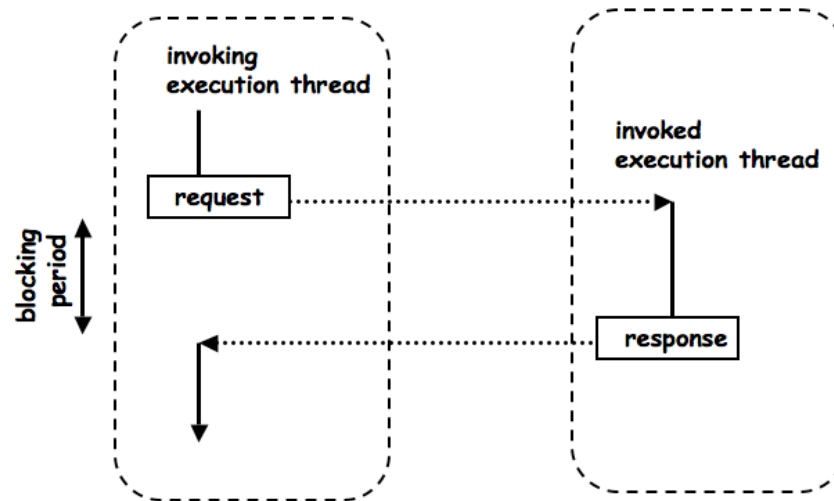 invoking
execution thread
invoked
execution thread
request
blocking
period
response